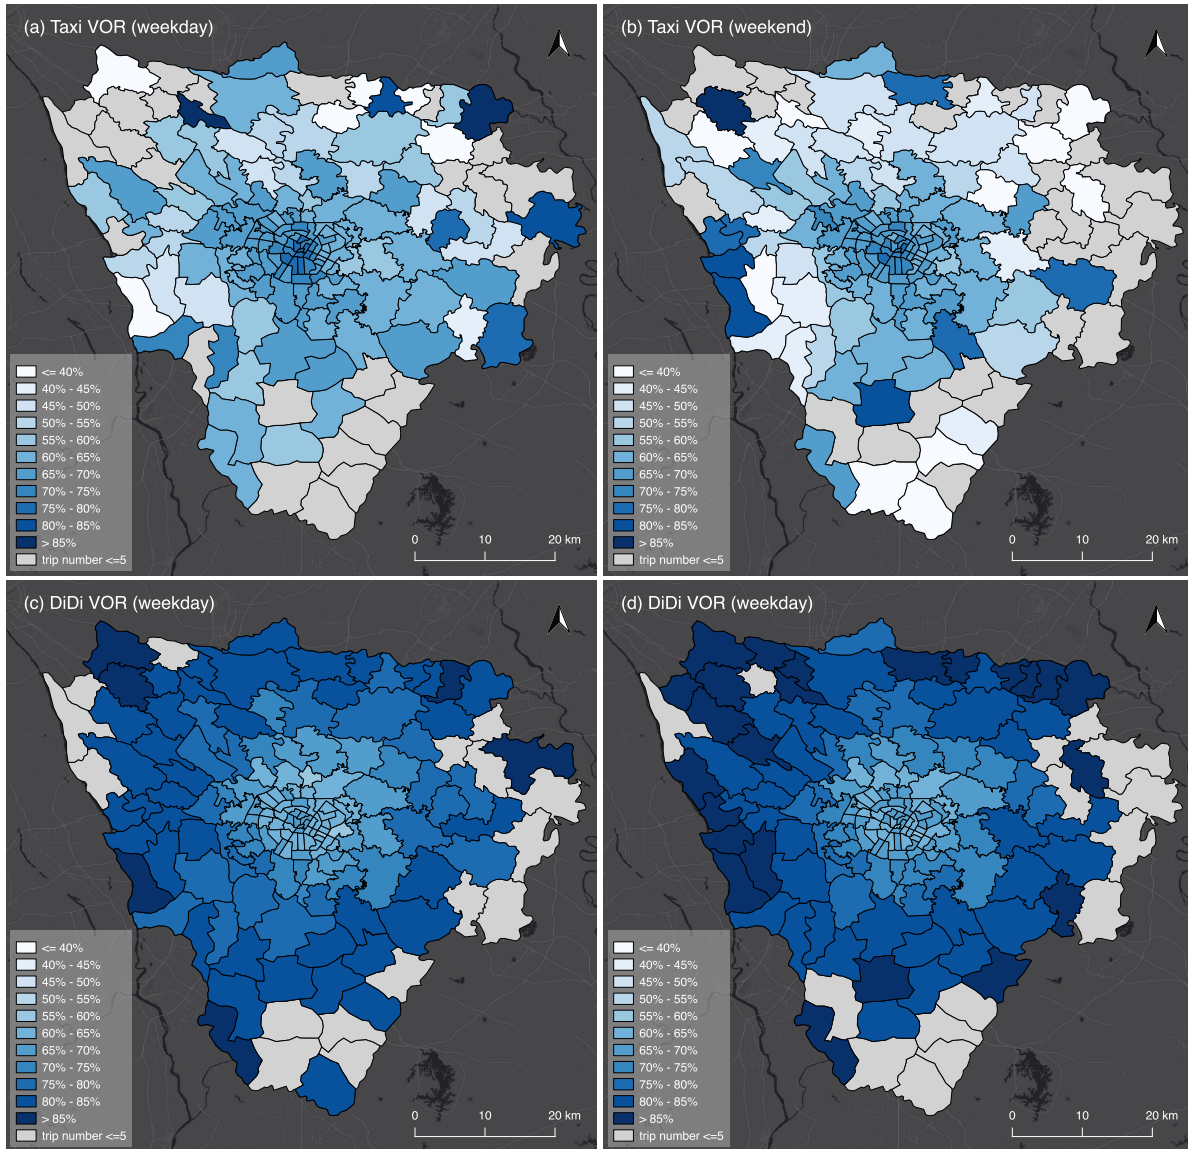 (a) Taxi VOR (weekday)
<= 40%
40% - 45%
45% - 50%
50% - 55%
55% - 60%
60% - 65%
65% - 70%
70% - 75%
75% - 80%
80% - 85%
> 85%
trip number <=5
0 10 20 km
(b) Taxi VOR (weekend)
<= 40%
40% - 45%
45% - 50%
50% - 55%
55% - 60%
60% - 65%
65% - 70%
70% - 75%
75% - 80%
80% - 85%
> 85%
trip number <=5
0 10 20 km
(c) DiDi VOR (weekday)
<= 40%
40% - 45%
45% - 50%
50% - 55%
55% - 60%
60% - 65%
65% - 70%
70% - 75%
75% - 80%
80% - 85%
> 85%
trip number <=5
0 10 20 km
(d) DiDi VOR (weekday)
<= 40%
40% - 45%
45% - 50%
50% - 55%
55% - 60%
60% - 65%
65% - 70%
70% - 75%
75% - 80%
80% - 85%
> 85%
trip number <=5
0 10 20 km